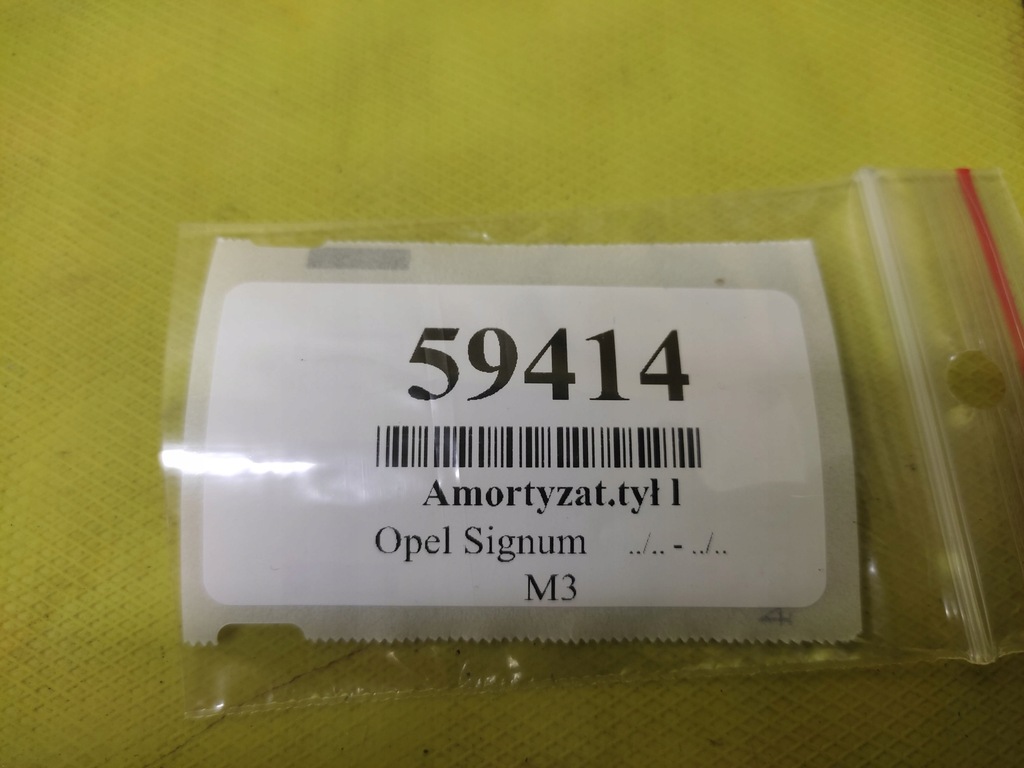 59414
Amortyzat.tył l
Opel Signum ../.. - ../..
M3